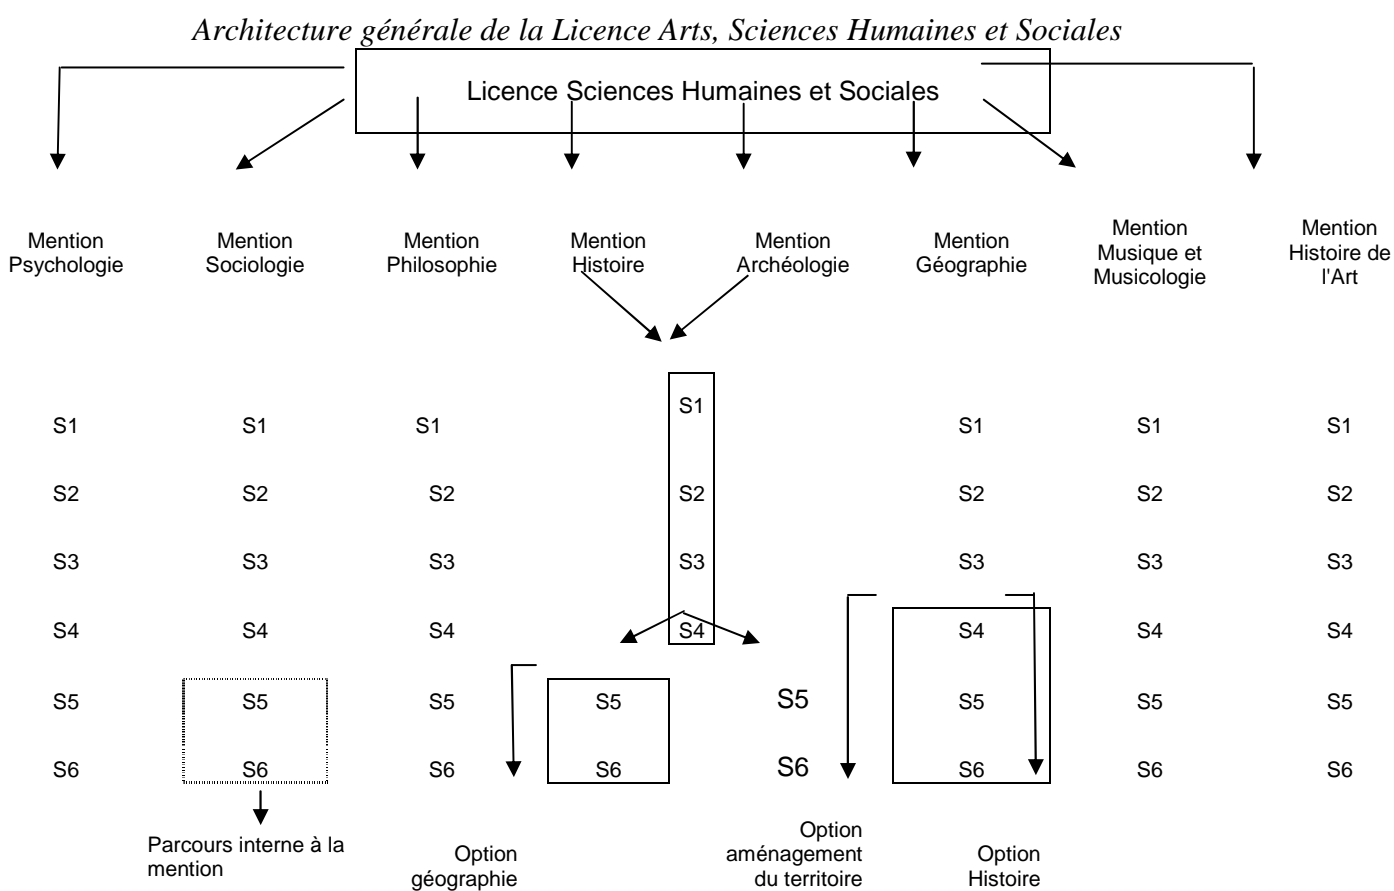 Architecture générale de la Licence Arts, Sciences Humaines et Sociales
Licence Sciences Humaines et Sociales
Mention
Psychologie
Mention
Sociologie
Mention
Philosophie
Mention
Histoire
Mention
Archéologie
Mention
Géographie
Mention
Musique et
Musicologie
Mention
Histoire de
l'Art
S1 S1 S1 S1 S1 S1 S1
S2 S2 S2 S2 S2 S2 S2
S3 S3 S3 S3 S3 S3 S3
S4 S4 S4 S4 S4 S4 S4
S5 S5 S5 S5 S5 S5 S5 S5
S6 S6 S6 S6 S6 S6 S6 S6
Parcours interne à la
mention
Option
géographie
Option
aménagement
du territoire
Option
Histoire